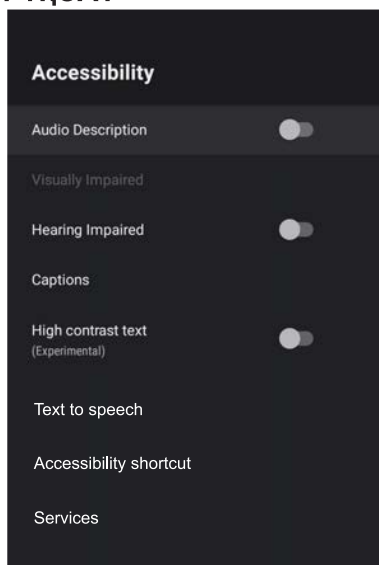 Accessibility
Audio Description
Visually Impaired
Hearing Impaired
Captions
High contrast text
(Experimental)
Text to speech
Accessibility shortcut
Services